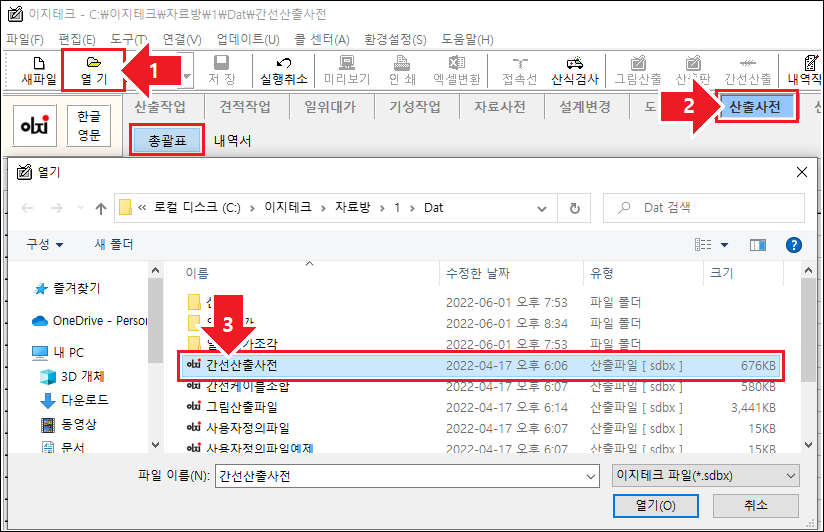 이지테크 - C:\이지테크\자료방\1\Dat\간선산출사전
파일(F) 편집(E) 도구(T) 연결(V) 업데이트(U) 콜 센터(A) 환경설정(S) 도움말(H)
새파일 열 기 1 저 장 실행취소 미리보기 인 쇄 엑셀변환 접속선 산식검사 그림산출 간선산출
olxi 한글 영문
산출작업 견적작업 일위대가 기성작업 자료사전 설계변경 도 2 산출사전
총괄표 내역서
열기
« 로컬 디스크 (C:) > 이지테크 > 자료방 > 1 > Dat Dat 검색
구성 새 폴더
이름 수정한 날짜 유형 크기
즐겨찾기
OneDrive - Person
내 PC
3D 개체
다운로드
동영상
문서
2022-06-01 오후 7:53 파일 폴더
2022-06-01 오후 8:34 파일 폴더
가조각 2022-06-01 오후 7:53 파일 폴더
3
olxi 간선산출사전 2022-04-17 오후 6:06 산출파일 [ sdbx ] 676KB
olxi 간선케이블조합 2022-04-17 오후 6:07 산출파일 [ sdbx ] 580KB
olxi 그림산출파일 2022-04-17 오후 6:14 산출파일 [ sdbx ] 3,441KB
olxi 사용자정의파일 2022-04-17 오후 6:07 산출파일 [ sdbx ] 15KB
olxi 사용자정의파일예제 2022-04-17 오후 6:07 산출파일 [ sdbx ] 15KB
파일 이름(N): 간선산출사전 이지테크 파일(*.sdbx)
열기(O) 취소